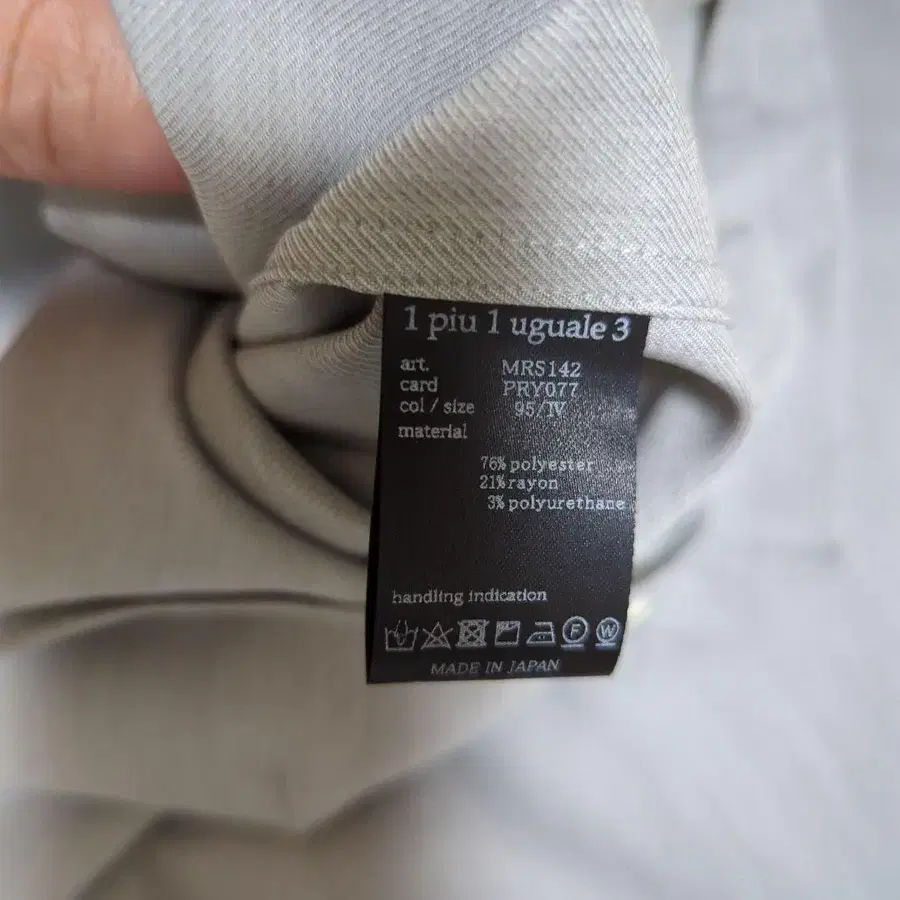 1 piu 1 uguale 3
art. MRS142
card PRY077
col / size 95/IV
material
76% polyester
21% rayon
3% polyurethane
handling indication
F W
MADE IN JAPAN